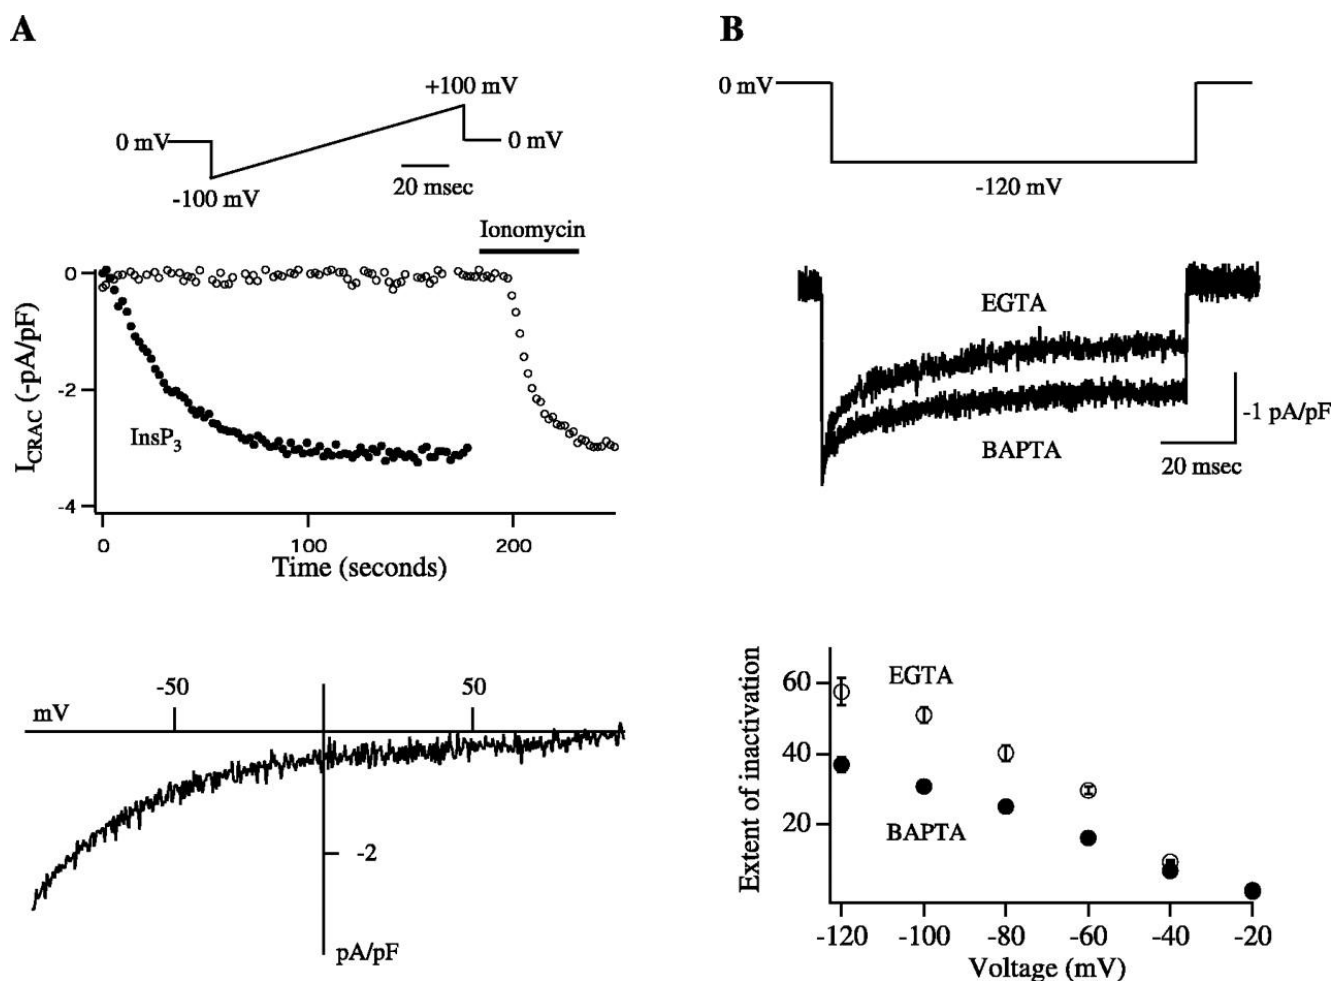 A
+100 mV
0 mV
0 mV
-100 mV
20 msec
Ionomycin
0
-2
-4
I_CRAC (-pA/pF)
InsP3
0
100
200
Time (seconds)
-50
50
mV
-2
pA/pF
B
0 mV
-120 mV
EGTA
BAPTA
-1 pA/pF
20 msec
60
40
20
Extent of inactivation
EGTA
BAPTA
-120
-100
-80
-60
-40
-20
Voltage (mV)